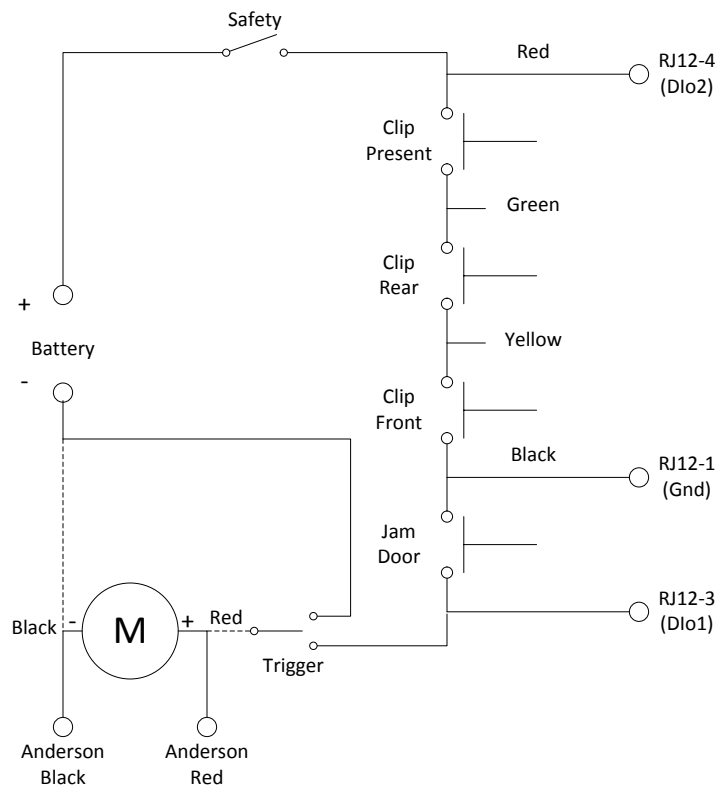 Safety
Red
RJ12-4
(DIo2)
Clip
Present
Green
Clip
Rear
+
Battery
-
Yellow
Clip
Front
Black
RJ12-1
(Gnd)
Jam
Door
RJ12-3
(DIo1)
Black
-
M
+
Red
Trigger
Anderson
Black
Anderson
Red